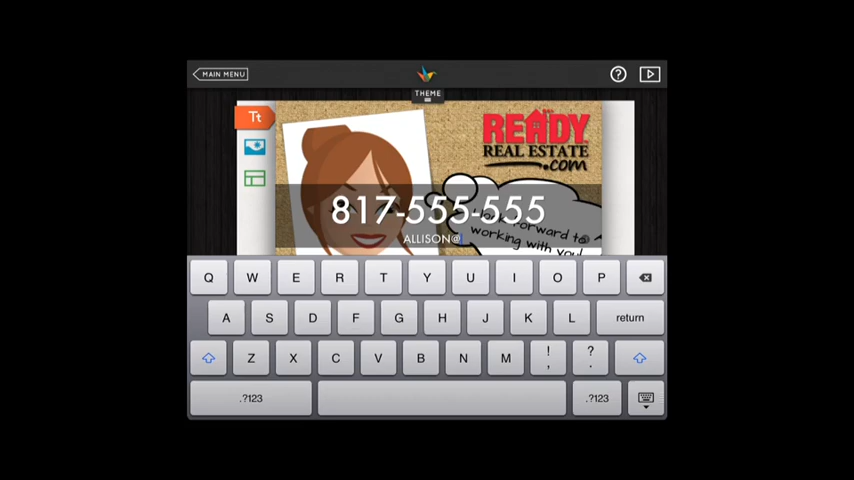 MAIN MENU
?
THEME
Tt
READY
REAL ESTATE
.com
817-555-555
ALLISON@
forward to
working with you!
Q W E R T Y U I O P
A S D F G H J K L return
Z X C V B N M ! , ? .
.?123 .?123